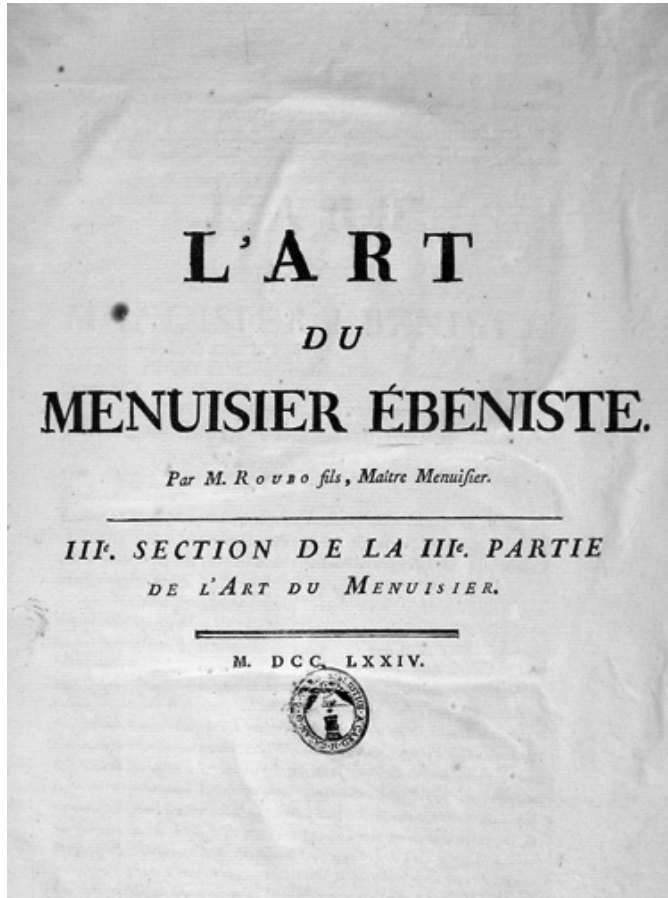 L'ART
DU
MENUISIER ÉBÉNISTE.
Par M. ROUBO fils, Maître Menuiſier.
IIIe. SECTION DE LA IIIe. PARTIE
DE L'ART DU MENUISIER.
M. DCC. LXXIV.